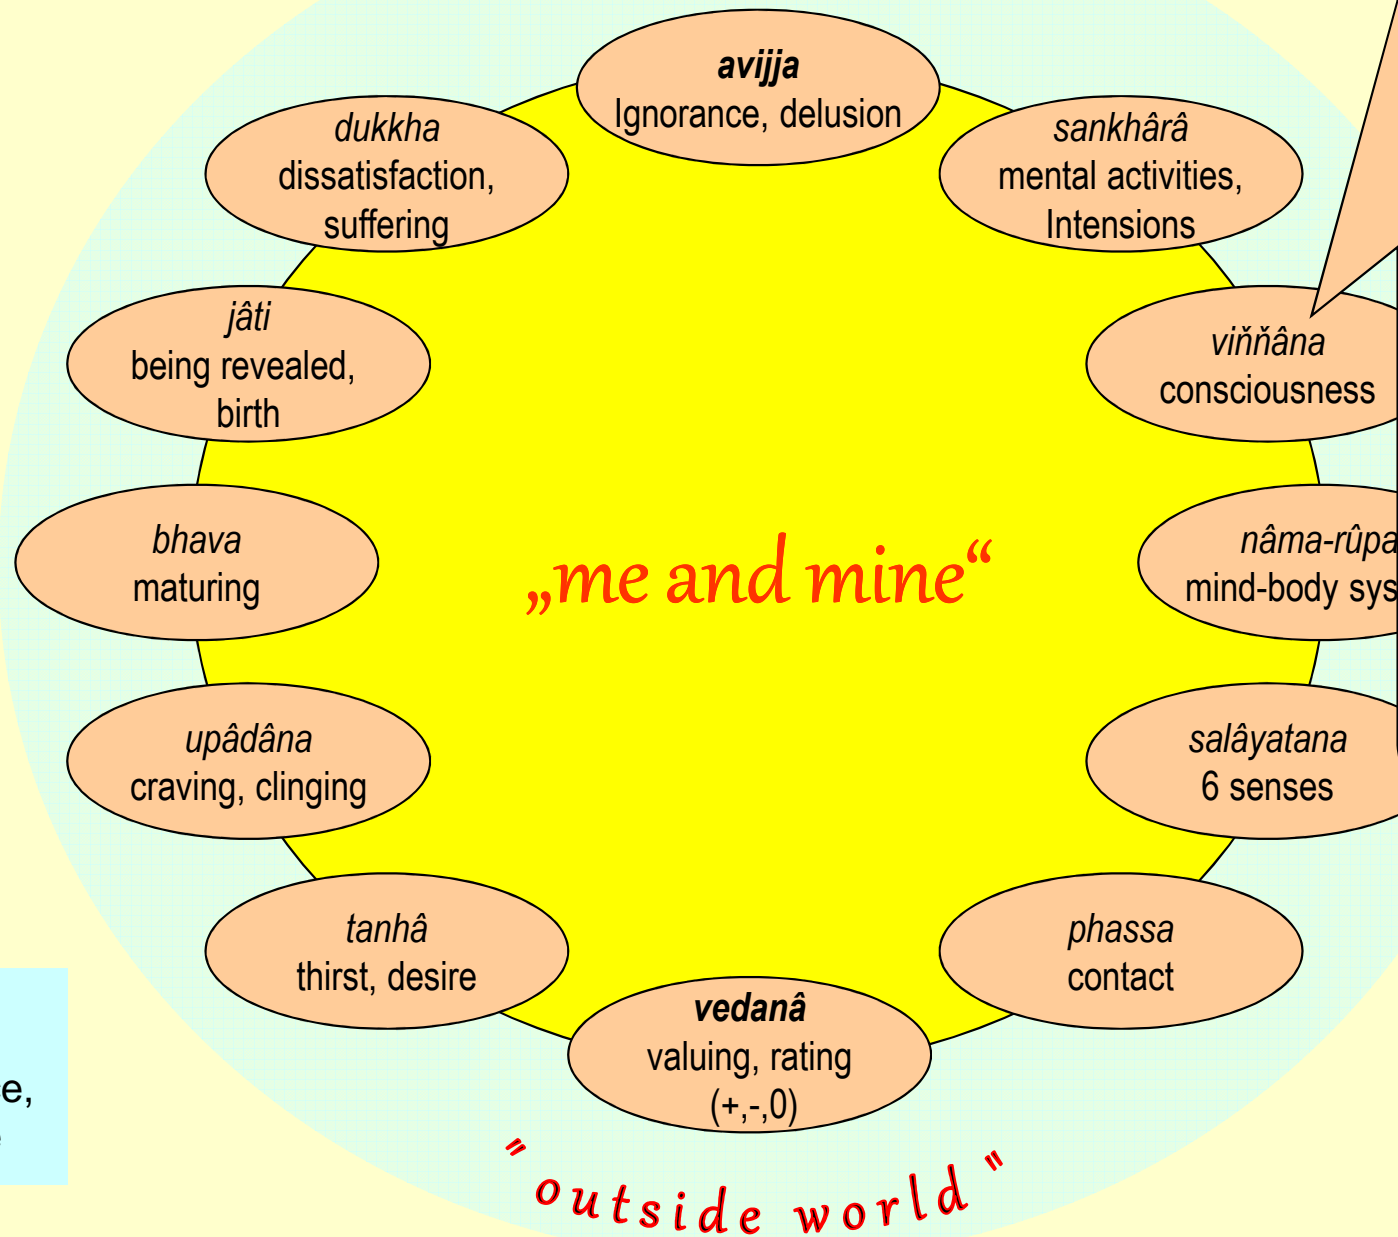 avijja
Ignorance, delusion
sankhârâ
mental activities,
Intensions
viňňâna
consciousness
nâma-rûpa
mind-body
salâyatana
6 senses
phassa
contact
vedanâ
valuing, rating
(+,-,0)
tanhâ
thirst, desire
upâdâna
craving, clinging
bhava
maturing
jâti
being revealed,
birth
dukkha
dissatisfaction,
suffering
„me and mine“
"outside world"